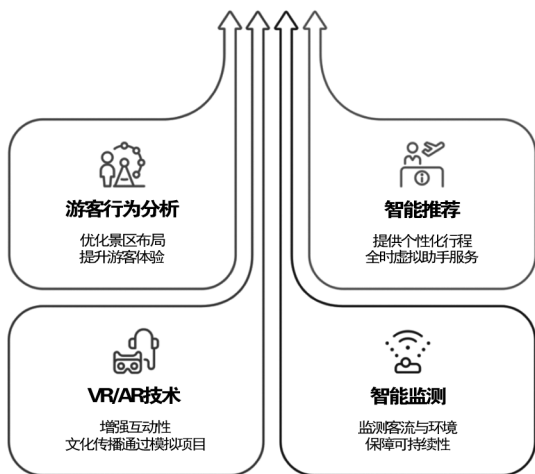 游客行为分析
优化景区布局
提升游客体验
智能推荐
提供个性化行程
全时虚拟助手服务
VR/AR技术
增强互动性
文化传播通过模拟项目
智能监测
监测客流与环境
保障可持续性